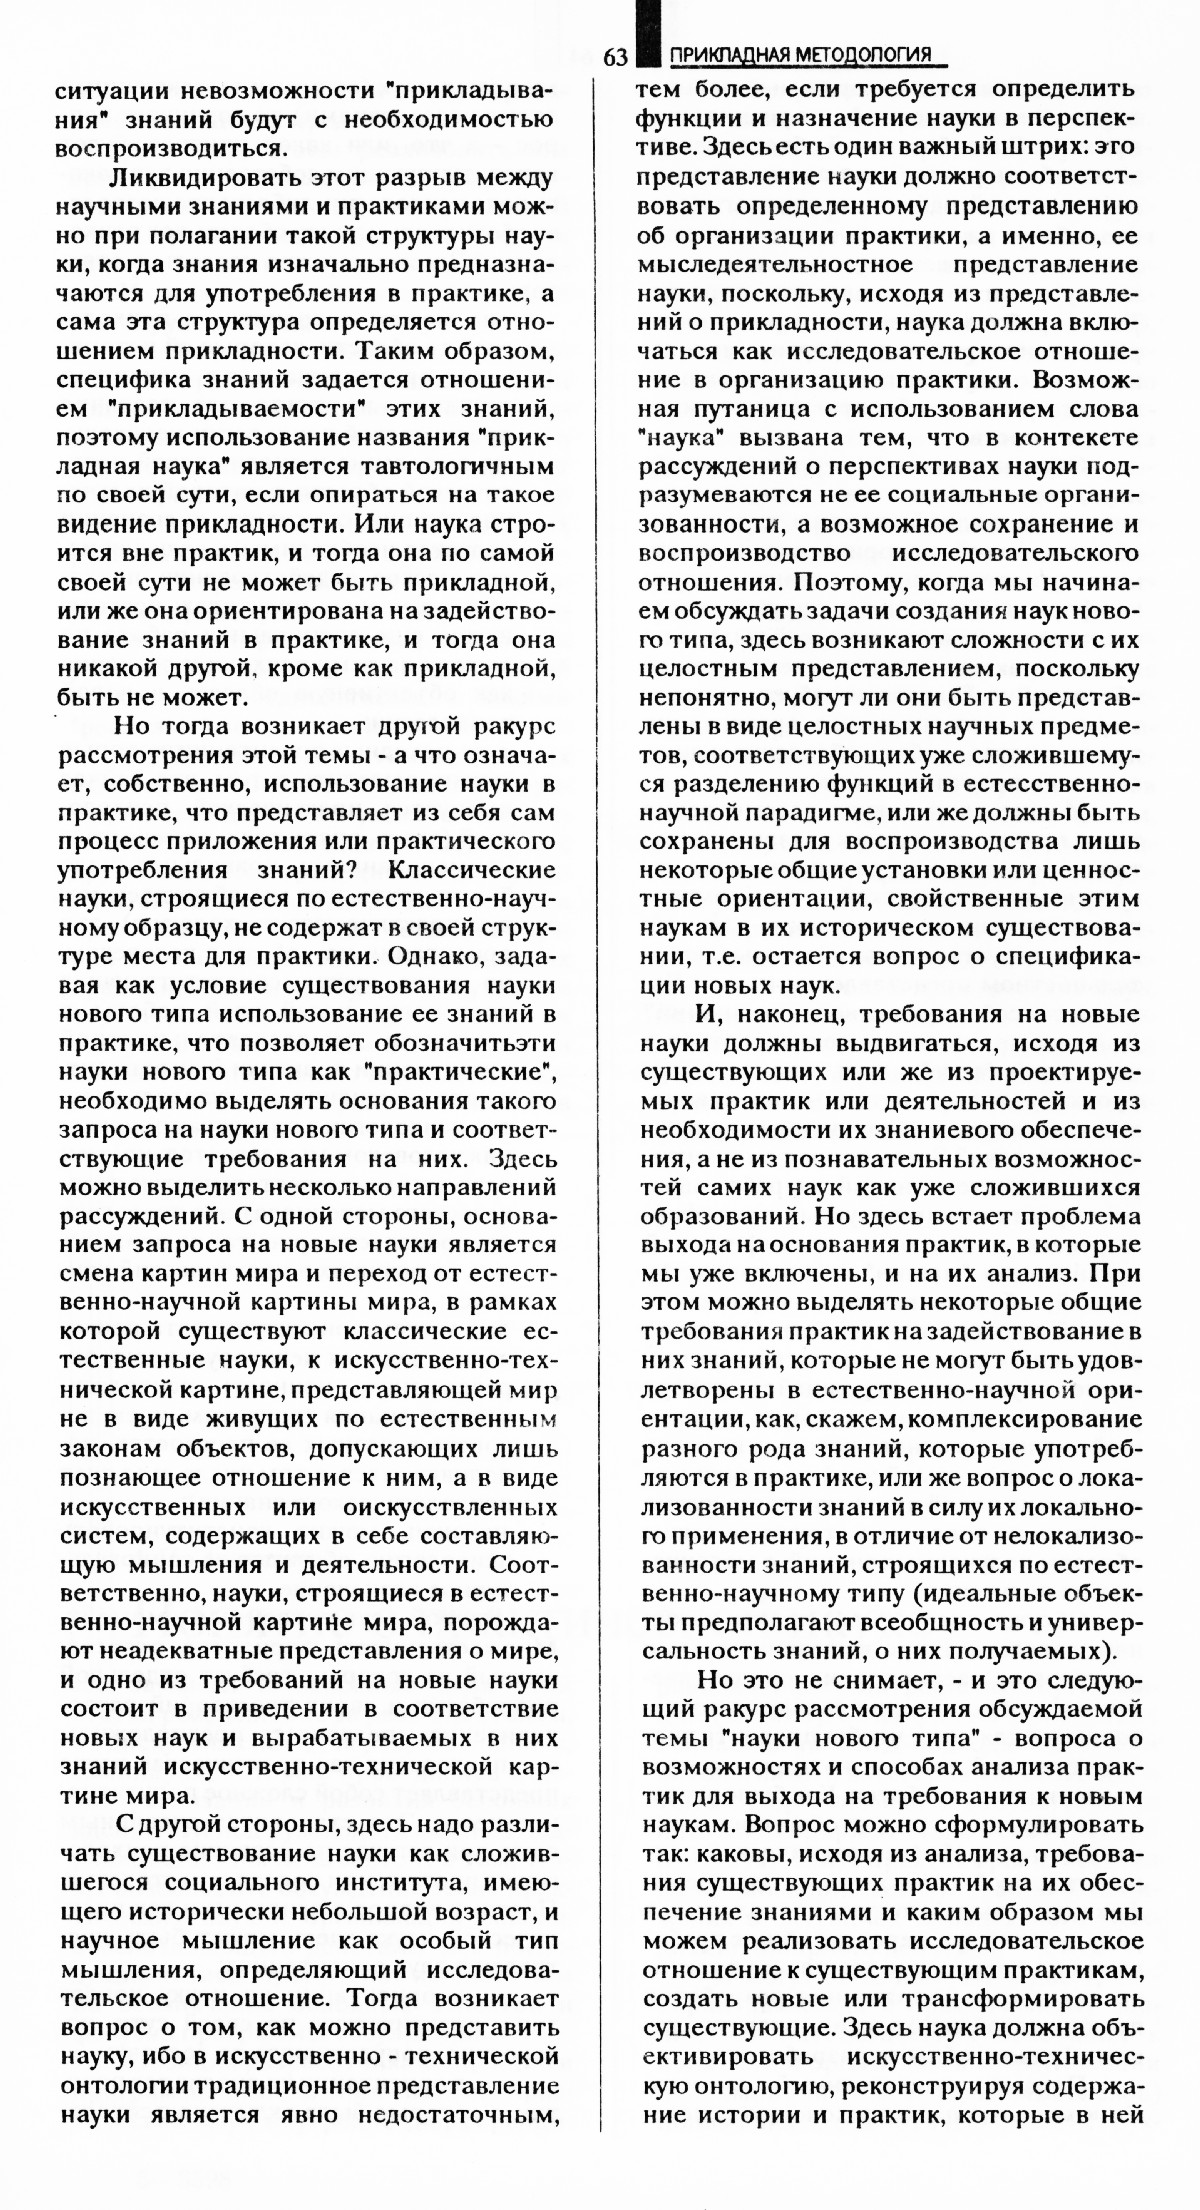 63 ПРИКЛАДНАЯ МЕТОДОЛОГИЯ
ситуации невозможности "прикладыва-
ния" знаний будут с необходимостью
воспроизводиться.
Ликвидировать этот разрыв между
научными знаниями и практиками мож-
но при полагании такой структуры нау-
ки, когда знания изначально предназна-
чаются для употребления в практике, а
сама эта структура определяется отно-
шением прикладности. Таким образом,
специфика знаний задается отношени-
ем "прикладываемости" этих знаний,
поэтому использование названия "прик-
ладная наука" является тавтологичным
по своей сути, если опираться на такое
видение прикладности. Или наука стро-
ится вне практик, и тогда она по самой
своей сути не может быть прикладной,
или же она ориентирована на задейство-
вание знаний в практике, и тогда она
никакой другой, кроме как прикладной,
быть не может.
Но тогда возникает другой ракурс
рассмотрения этой темы - а что означа-
ет, собственно, использование науки в
практике, что представляет из себя сам
процесс приложения или практического
употребления знаний? Классические
науки, строящиеся по естественно-науч-
ному образцу, не содержат в своей струк-
туре места для практики. Однако, зада-
вая как условие существования науки
нового типа использование ее знаний в
практике, что позволяет обозначитьэти
науки нового типа как "практические",
необходимо выделять основания такого
запроса на науки нового типа и соответ-
ствующие требования на них. Здесь
можно выделить несколько направлений
рассуждений. С одной стороны, основа-
нием запроса на новые науки является
смена картин мира и переход от естест-
венно-научной картины мира, в рамках
которой существуют классические ес-
тественные науки, к искусственно-тех-
нической картине, представляющей мир
не в виде живущих по естественным
законам объектов, допускающих лишь
познающее отношение к ним, а в виде
искусственных или оискусствленных
систем, содержащих в себе составляю-
щую мышления и деятельности. Соот-
ветственно, науки, строящиеся в естест-
венно-научной картине мира, порожда-
ют неадекватные представления о мире,
и одно из требований на новые науки
состоит в приведении в соответствие
новых наук и вырабатываемых в них
знаний искусственно-технической кар-
тине мира.
С другой стороны, здесь надо разли-
чать существование науки как сложив-
шегося социального института, имею-
щего исторически небольшой возраст, и
научное мышление как особый тип
мышления, определяющий исследова-
тельское отношение. Тогда возникает
вопрос о том, как можно представить
науку, ибо в искусственно - технической
онтологии традиционное представление
науки является явно недостаточным,
тем более, если требуется определить
функции и назначение науки в перспек-
тиве. Здесь есть один важный штрих: это
представление науки должно соответст-
вовать определенному представлению
об организации практики, а именно, ее
мыследеятельностное представление
науки, поскольку, исходя из представле-
ний о прикладности, наука должна вклю-
чаться как исследовательское отноше-
ние в организацию практики. Возмож-
ная путаница с использованием слова
"наука" вызвана тем, что в контексте
рассуждений о перспективах науки под-
разумеваются не ее социальные органи-
зованности, а возможное сохранение и
воспроизводство исследовательского
отношения. Поэтому, когда мы начина-
ем обсуждать задачи создания наук ново-
го типа, здесь возникают сложности с их
целостным представлением, поскольку
непонятно, могут ли они быть представ-
лены в виде целостных научных предме-
тов, соответствующих уже сложившему-
ся разделению функций в естесственно-
научной парадигме, или же должны быть
сохранены для воспроизводства лишь
некоторые общие установки или ценнос-
тные ориентации, свойственные этим
наукам в их историческом существова-
нии, т.е. остается вопрос о специфика-
ции новых наук.
И, наконец, требования на новые
науки должны выдвигаться, исходя из
существующих или же из проектируе-
мых практик или деятельностей и из
необходимости их знаниевого обеспече-
ния, а не из познавательных возможнос-
тей самих наук как уже сложившихся
образований. Но здесь встает проблема
выхода на основания практик, в которые
мы уже включены, и на их анализ. При
этом можно выделять некоторые общие
требования практик на задействование в
них знаний, которые не могут быть удов-
летворены в естественно-научной ори-
ентации, как, скажем, комплексирование
разного рода знаний, которые употреб-
ляются в практике, или же вопрос о лока-
лизованности знаний в силу их локально-
го применения, в отличие от нелокализо-
ванности знаний, строящихся по естест-
венно-научному типу (идеальные объек-
ты предполагают всеобщность и универ-
сальность знаний, о них получаемых).
Но это не снимает, - и это следую-
щий ракурс рассмотрения обсуждаемой
темы "науки нового типа" - вопроса о
возможностях и способах анализа прак-
тик для выхода на требования к новым
наукам. Вопрос можно сформулировать
так: каковы, исходя из анализа, требова-
ния существующих практик на их обес-
печение знаниями и каким образом мы
можем реализовать исследовательское
отношение к существующим практикам,
создать новые или трансформировать
существующие. Здесь наука должна объ-
ективировать искусственно-техничес-
кую онтологию, реконструируя содержа-
ние истории и практик, которые в ней